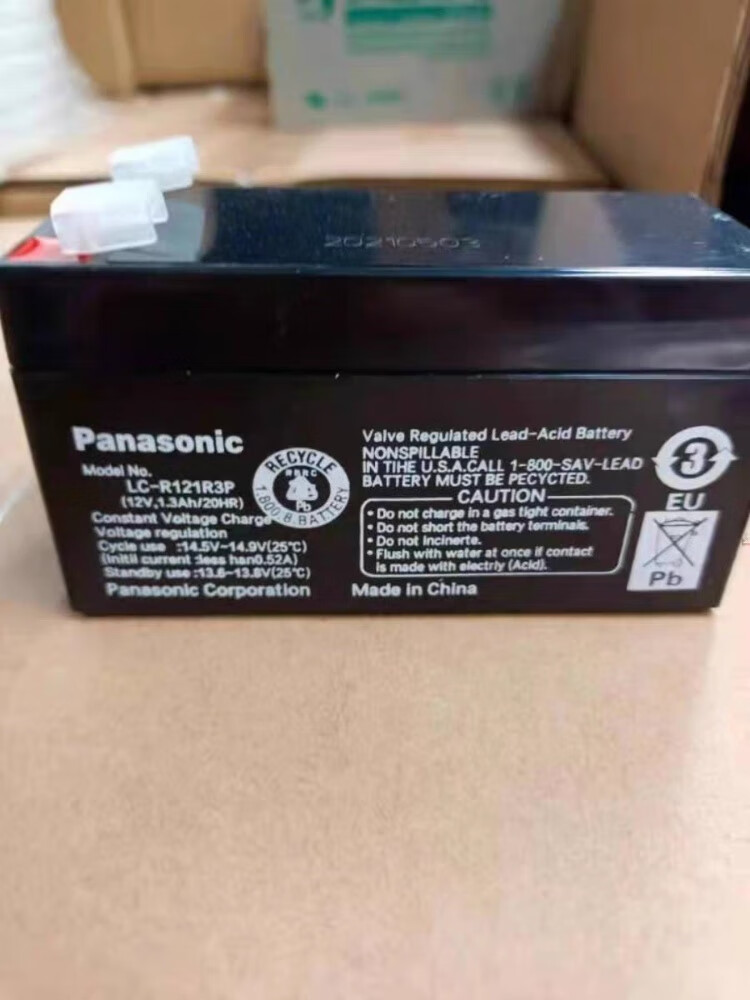 20210503
Panasonic
Model No.
LC-R121R3P
(12V,1.3Ah/20HR)
Constant Voltage Charge
Voltage regulation
Cycle use :14.5V-14.9V(25°C)
(Initil current :less han0.52A)
Standby use :13.6-13.8V(25°C)
Panasonic Corporation
RECYCLE
RBRC
Pb
1.800.8.BATTERY
Valve Regulated Lead-Acid Battery
NONSPILLABLE
IN TIHE U.S.A.CALL 1-800-SAV-LEAD
BATTERY MUST BE PECYCTED.
CAUTION
• Do not charge in a gas tight container.
• Do not short the battery terminals.
• Do not Incinerte.
• Flush with water at once if contact
is made with electrly (Acid).
Made in China
3
EU
Pb